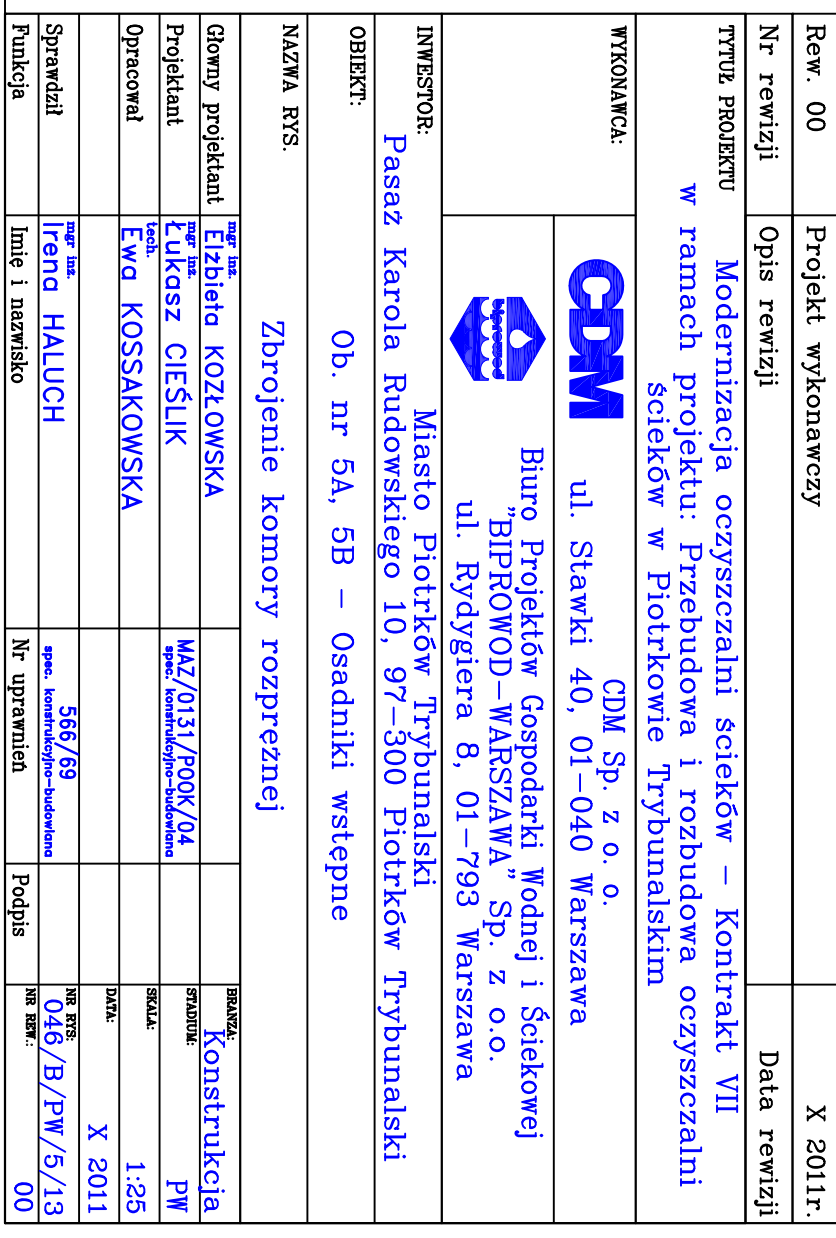 Rew. 00 Projekt wykonawczy X 2011r.
Nr rewizji Opis rewizji Data rewizji
TYTUŁ PROJEKTU Modernizacja oczyszczalni ścieków – Kontrakt VII
w ramach projektu: Przebudowa i rozbudowa oczyszczalni
ścieków w Piotrkowie Trybunalskim
WYKONAWCA:
CDM
CDM Sp. z o. o.
ul. Stawki 40, 01–040 Warszawa
biprowod
Biuro Projektów Gospodarki Wodnej i Ściekowej
"BIPROWOD–WARSZAWA" Sp. z o.o.
ul. Rydygiera 8, 01–793 Warszawa
INWESTOR:
Miasto Piotrków Trybunalski
Pasaż Karola Rudowskiego 10, 97–300 Piotrków Trybunalski
OBIEKT:
Ob. nr 5A, 5B – Osadniki wstępne
NAZWA RYS.
Zbrojenie komory rozprężnej
Głowny projektant mgr inż. Elżbieta KOZŁOWSKA BRANZA: Konstrukcja
Projektant mgr inż. Łukasz CIEŚLIK MAZ/0131/POOK/04 spec. konstrukcyjno–budowlana STADIUM: PW
Opracował tech. Ewa KOSSAKOWSKA SKALA: 1:25
DATA: X 2011
Sprawdził mgr inż. Irena HALUCH 566/69 spec. konstrukcyjno–budowlana NR RYS: 046/B/PW/5/13
Funkcja Imię i nazwisko Nr uprawnień Podpis NR REW.: 00